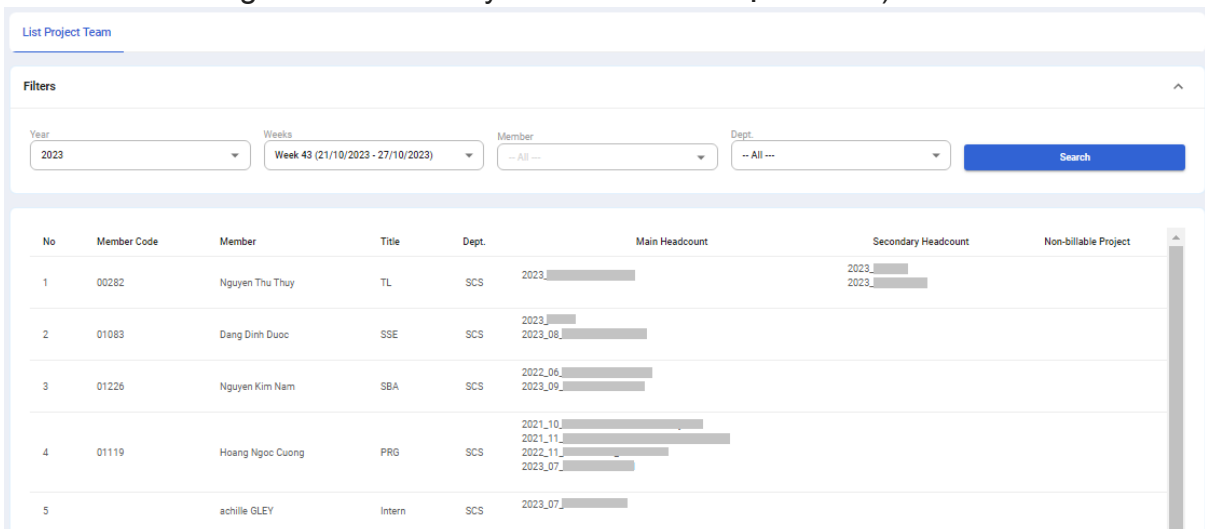 List Project Team
Filters
Year Weeks Member Dept.
2023 Week 43 (21/10/2023 - 27/10/2023) -- All --- -- All --- Search
No Member Code Member Title Dept. Main Headcount Secondary Headcount Non-billable Project
1 00282 Nguyen Thu Thuy TL SCS 2023_ 2023_
2023_
2 01083 Dang Dinh Duoc SSE SCS 2023_
2023_08_
3 01226 Nguyen Kim Nam SBA SCS 2022_06_
2023_09_
4 01119 Hoang Ngoc Cuong PRG SCS 2021_10_
2021_11_
2022_11_
2023_07_
5 achille GLEY Intern SCS 2023_07_